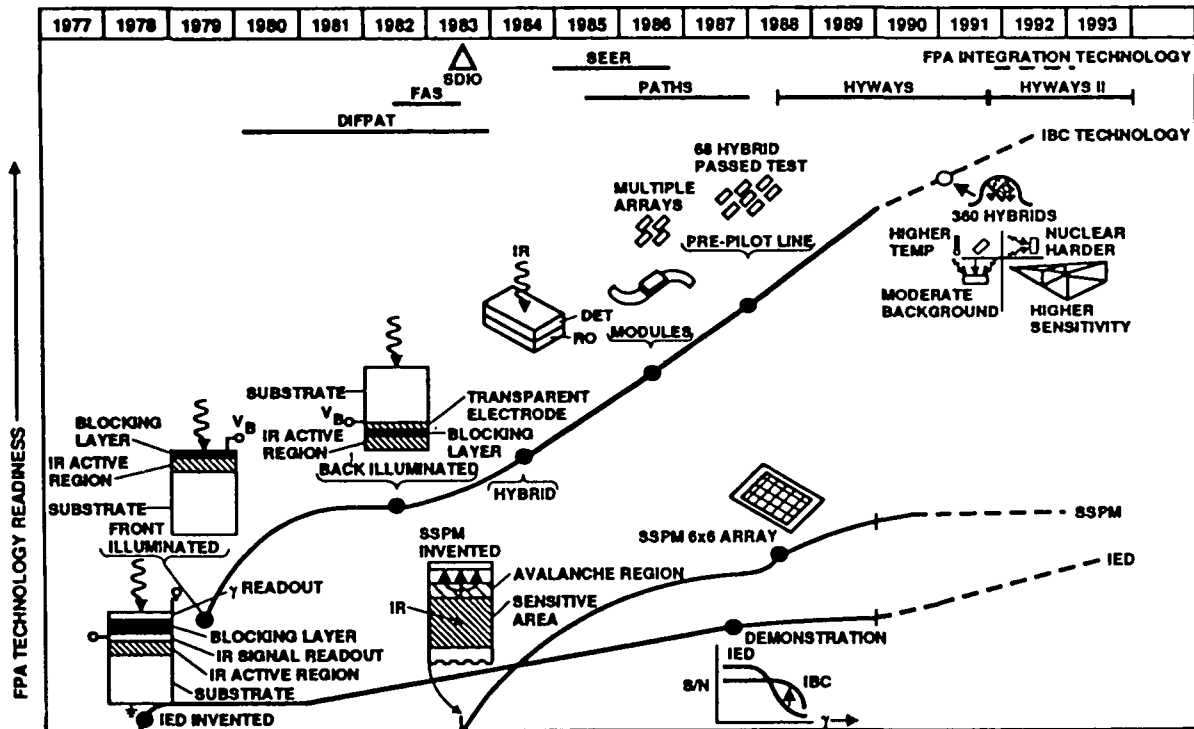 1977 1978 1979 1980 1981 1982 1983 1984 1985 1986 1987 1988 1989 1990 1991 1992 1993
SDIO
SEER
FPA INTEGRATION TECHNOLOGY
FAS
PATHS
HYWAYS
HYWAYS II
DIFPAT
IBC TECHNOLOGY
68 HYBRID
PASSED TEST
MULTIPLE
ARRAYS
360 HYBRIDS
PRE-PILOT LINE
HIGHER
TEMP
NUCLEAR
HARDER
MODERATE
BACKGROUND
HIGHER
SENSITIVITY
IR
DET
RO
MODULES
SUBSTRATE
TRANSPARENT
ELECTRODE
VB
IR ACTIVE
REGION
BLOCKING
LAYER
BACK ILLUMINATED
HYBRID
BLOCKING
LAYER
VB
IR ACTIVE
REGION
SUBSTRATE
FRONT
ILLUMINATED
SSPM
INVENTED
SSPM 6x6 ARRAY
SSPM
IED
AVALANCHE REGION
SENSITIVE
AREA
IR
γ READOUT
BLOCKING LAYER
IR SIGNAL READOUT
IR ACTIVE REGION
SUBSTRATE
IED INVENTED
DEMONSTRATION
IED
IBC
S/N
γ
FPA TECHNOLOGY READINESS